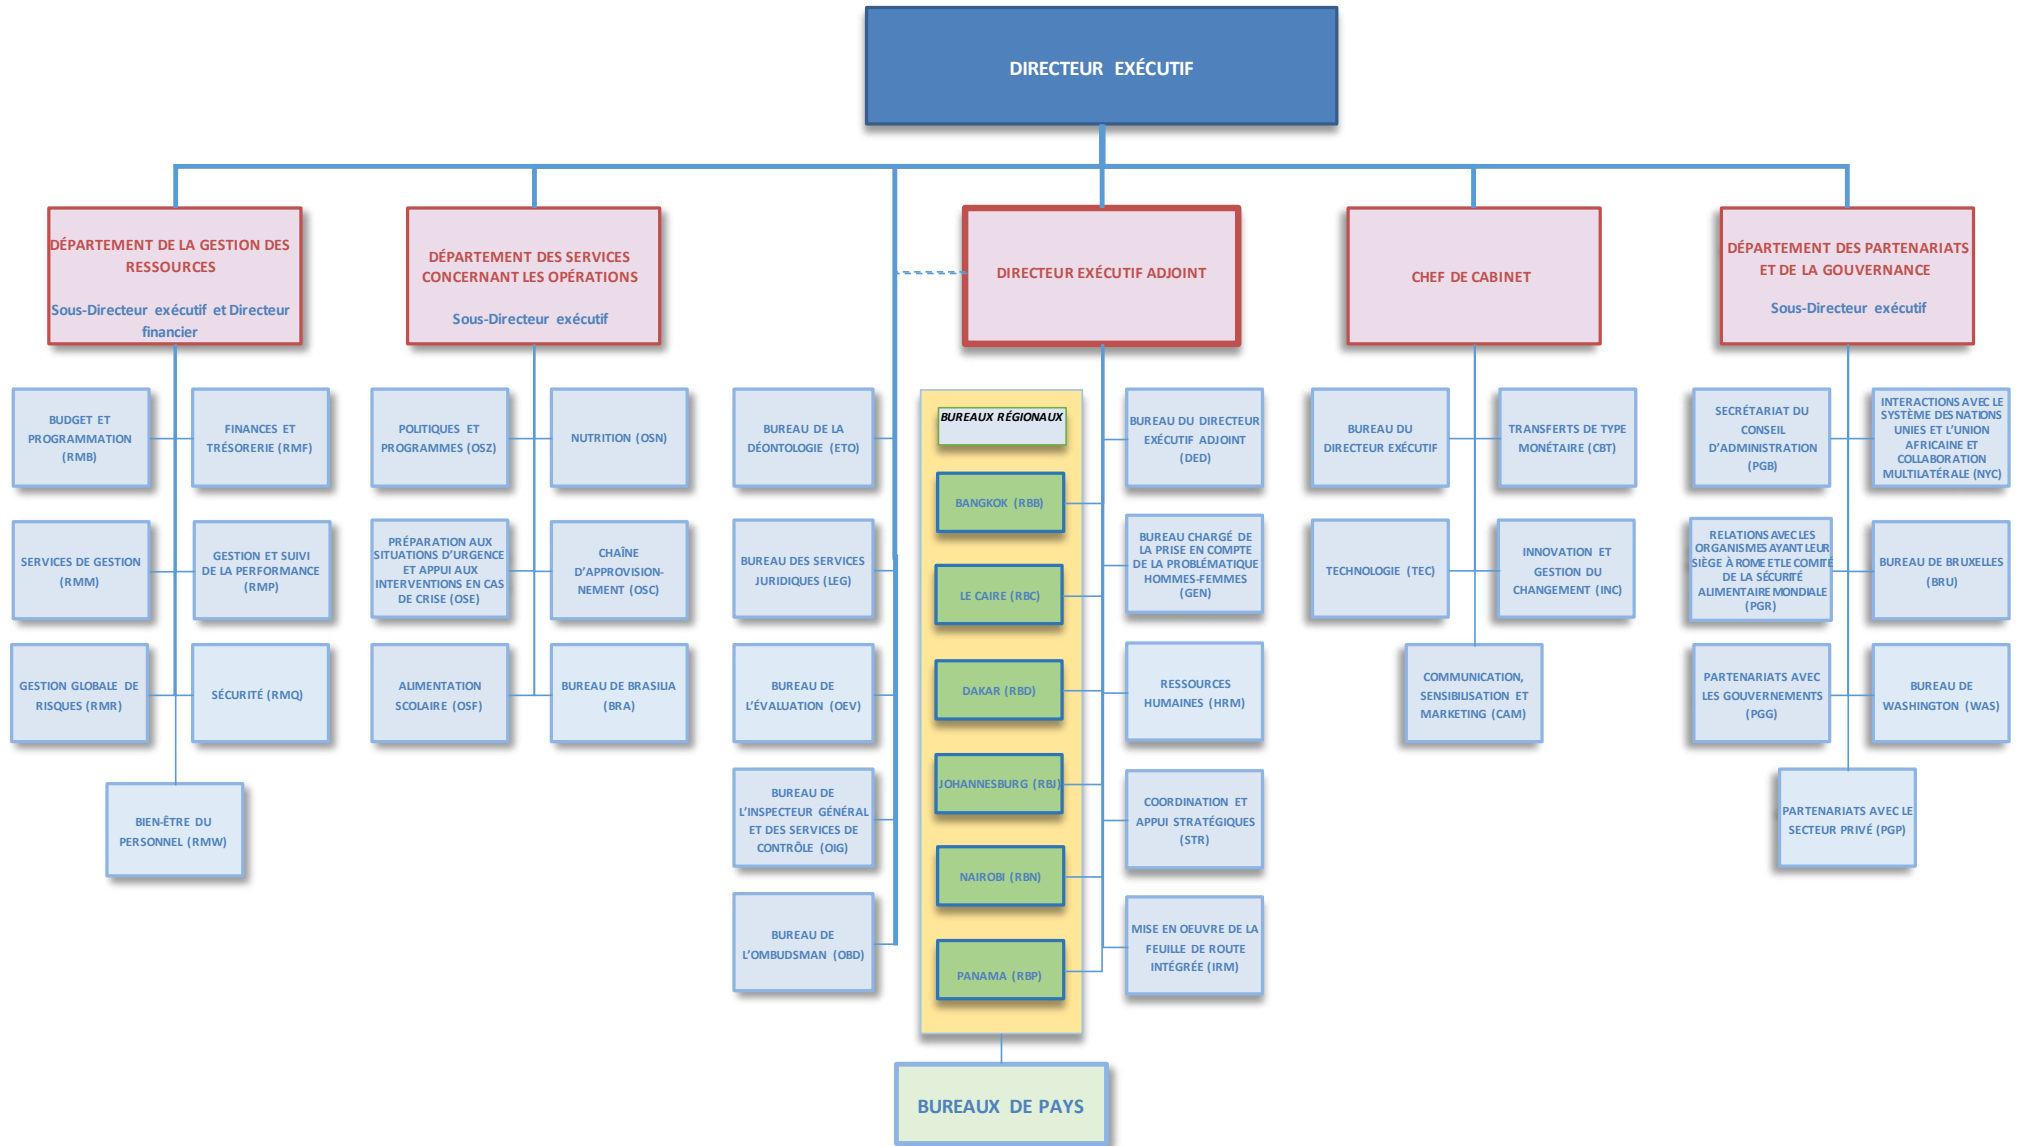 DIRECTEUR EXÉCUTIF
DÉPARTEMENT DE LA GESTION DES
RESSOURCES
Sous-Directeur exécutif et Directeur
financier
DÉPARTEMENT DES SERVICES
CONCERNANT LES OPÉRATIONS
Sous-Directeur exécutif
DIRECTEUR EXÉCUTIF ADJOINT
CHEF DE CABINET
DÉPARTEMENT DES PARTENARIATS
ET DE LA GOUVERNANCE
Sous-Directeur exécutif
BUDGET ET
PROGRAMMATION
(RMB)
FINANCES ET
TRÉSORERIE (RMF)
SERVICES DE GESTION
(RMM)
GESTION ET SUIVI
DE LA PERFORMANCE
(RMP)
GESTION GLOBALE DE
RISQUES (RMR)
SÉCURITÉ (RMQ)
BIEN-ÊTRE DU
PERSONNEL (RMW)
POLITIQUES ET
PROGRAMMES (OSZ)
NUTRITION (OSN)
PRÉPARATION AUX
SITUATIONS D'URGENCE
ET APPUI AUX
INTERVENTIONS EN CAS
DE CRISE (OSE)
CHAÎNE
D'APPROVISION-
NEMENT (OSC)
ALIMENTATION
SCOLAIRE (OSF)
BUREAU DE BRASILIA
(BRA)
BUREAU DE LA
DÉONTOLOGIE (ETO)
BUREAU DES SERVICES
JURIDIQUES (LEG)
BUREAU DE
L'ÉVALUATION (OEV)
BUREAU DE
L'INSPECTEUR GÉNÉRAL
ET DES SERVICES DE
CONTRÔLE (OIG)
BUREAU DE
L'OMBUDSMAN (OBD)
BUREAUX RÉGIONAUX
BANGKOK (RBB)
LE CAIRE (RBC)
DAKAR (RBD)
JOHANNESBURG (RBJ)
NAIROBI (RBN)
PANAMA (RBP)
BUREAUX DE PAYS
BUREAU DU DIRECTEUR
EXÉCUTIF ADJOINT
(DED)
BUREAU CHARGÉ DE
LA PRISE EN COMPTE
DE LA PROBLÉMATIQUE
HOMMES-FEMMES
(GEN)
RESSOURCES
HUMAINES (HRM)
COORDINATION ET
APPUI STRATÉGIQUES
(STR)
MISE EN OEUVRE DE LA
FEUILLE DE ROUTE
INTÉGRÉE (IRM)
BUREAU DU
DIRECTEUR EXÉCUTIF
TRANSFERTS DE TYPE
MONÉTAIRE (CBT)
TECHNOLOGIE (TEC)
INNOVATION ET
GESTION DU
CHANGEMENT (INC)
COMMUNICATION,
SENSIBILISATION ET
MARKETING (CAM)
SECRÉTARIAT DU
CONSEIL
D'ADMINISTRATION
(PGB)
INTERACTIONS AVEC LE
SYSTÈME DES NATIONS
UNIES ET L'UNION
AFRICAINE ET
COLLABORATION
MULTILATÉRALE (NYC)
RELATIONS AVEC LES
ORGANISMES AYANT LEUR
SIÈGE À ROME ET LE COMITÉ
DE LA SÉCURITÉ
ALIMENTAIRE MONDIALE
(PGR)
BUREAU DE BRUXELLES
(BRU)
PARTENARIATS AVEC
LES GOUVERNEMENTS
(PGG)
BUREAU DE
WASHINGTON (WAS)
PARTENARIATS AVEC LE
SECTEUR PRIVÉ (PGP)